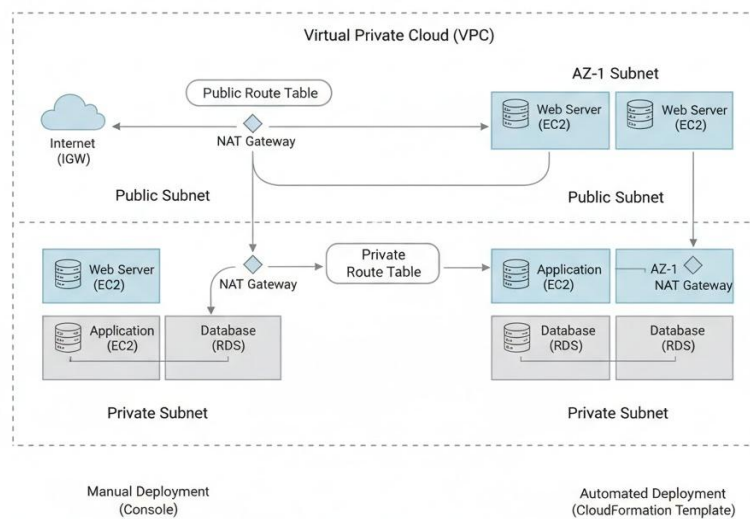 Virtual Private Cloud (VPC)
AZ-1 Subnet
Public Route Table
Internet
(IGW)
NAT Gateway
Web Server
(EC2)
Web Server
(EC2)
Public Subnet
Public Subnet
Web Server
(EC2)
NAT Gateway
Private
Route Table
Application
(EC2)
AZ-1
NAT Gateway
Application
(EC2)
Database
(RDS)
Database
(RDS)
Database
(RDS)
Private Subnet
Private Subnet
Manual Deployment
(Console)
Automated Deployment
(CloudFormation Template)